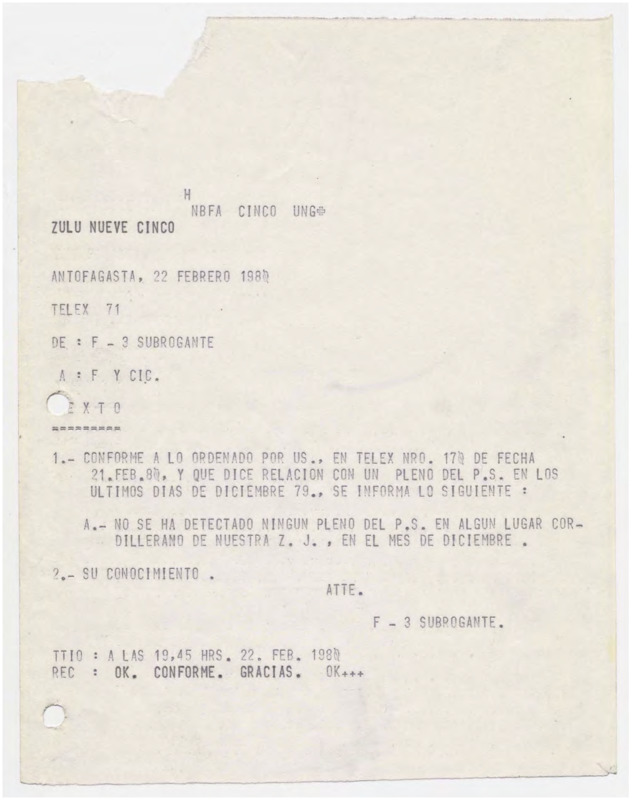 H
NBFA CINCO UNG
ZULU NUEVE CINCO
ANTOFAGASTA, 22 FEBRERO 1980
TELEX 71
DE : F - 3 SUBROGANTE
A : F Y CIC.
E X T O
=========
1.- CONFORME A LO ORDENADO POR US., EN TELEX NRO. 170 DE FECHA
21.FEB.80, Y QUE DICE RELACION CON UN PLENO DEL P.S. EN LOS
ULTIMOS DIAS DE DICIEMBRE 79., SE INFORMA LO SIGUIENTE :
A.- NO SE HA DETECTADO NINGUN PLENO DEL P.S. EN ALGUN LUGAR COR-
DILLERANO DE NUESTRA Z. J. , EN EL MES DE DICIEMBRE .
2.- SU CONOCIMIENTO .
ATTE.
F - 3 SUBROGANTE.
TTIO : A LAS 19,45 HRS. 22. FEB. 1980
REC : OK. CONFORME. GRACIAS. OK+++